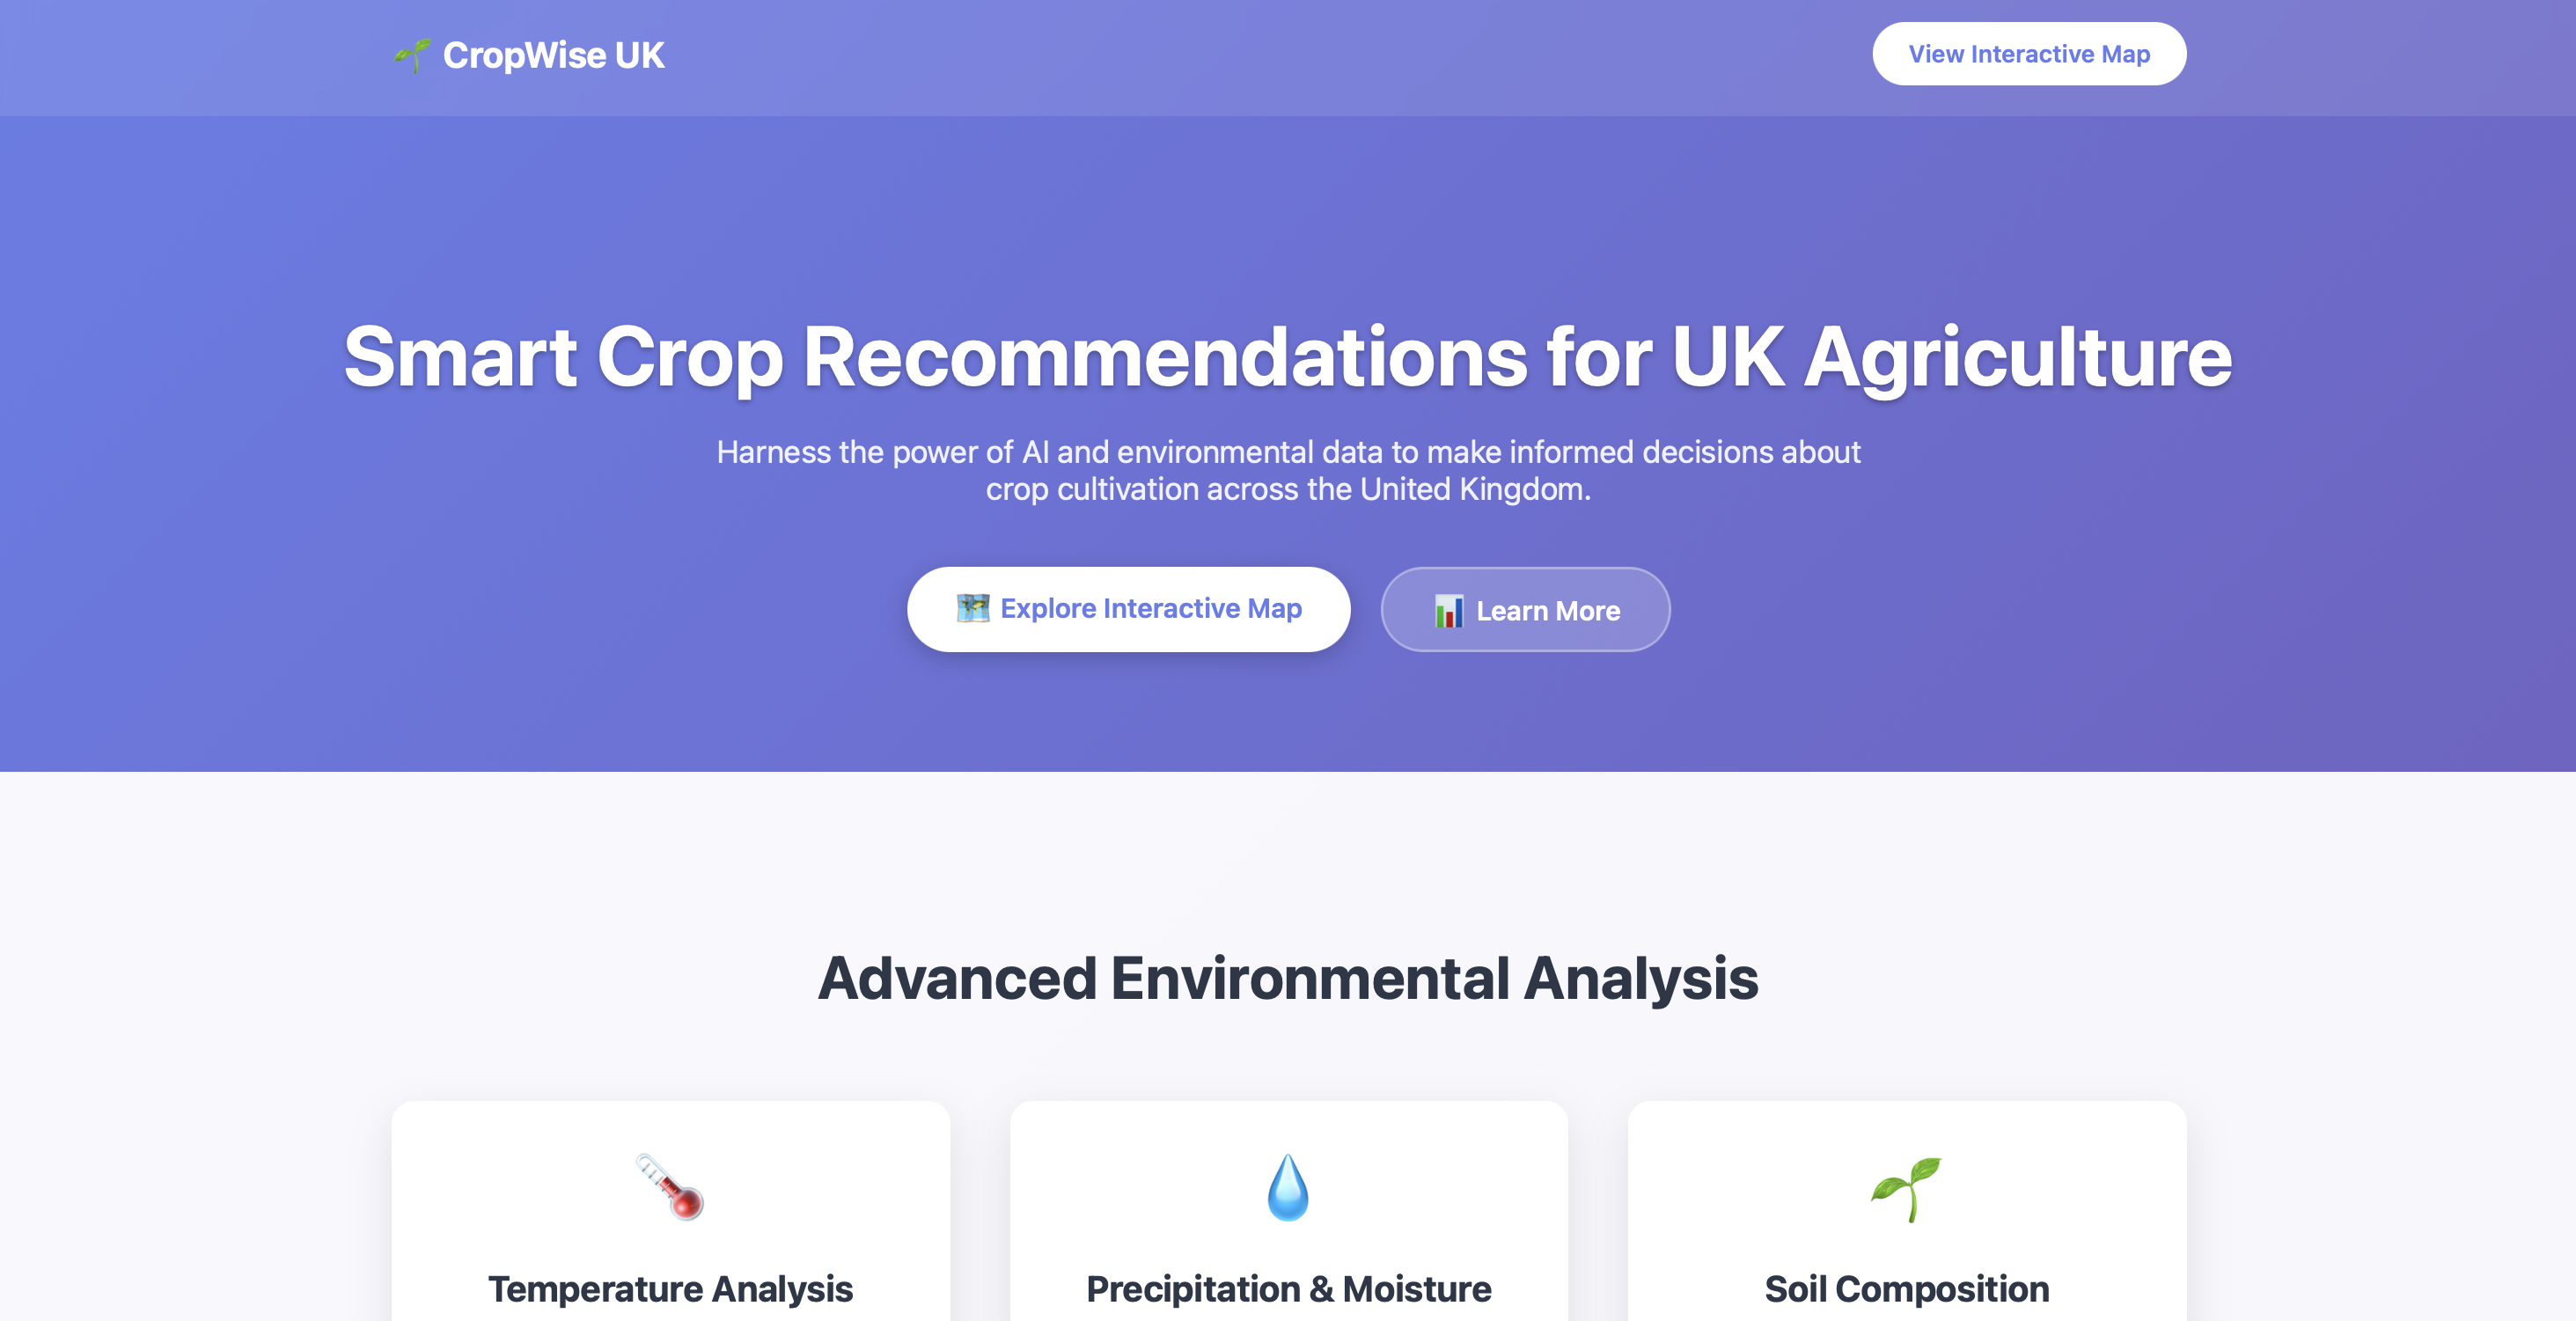 CropWise UK
View Interactive Map
Smart Crop Recommendations for UK Agriculture
Harness the power of AI and environmental data to make informed decisions about
crop cultivation across the United Kingdom.
Explore Interactive Map
Learn More
Advanced Environmental Analysis
Temperature Analysis
Precipitation & Moisture
Soil Composition